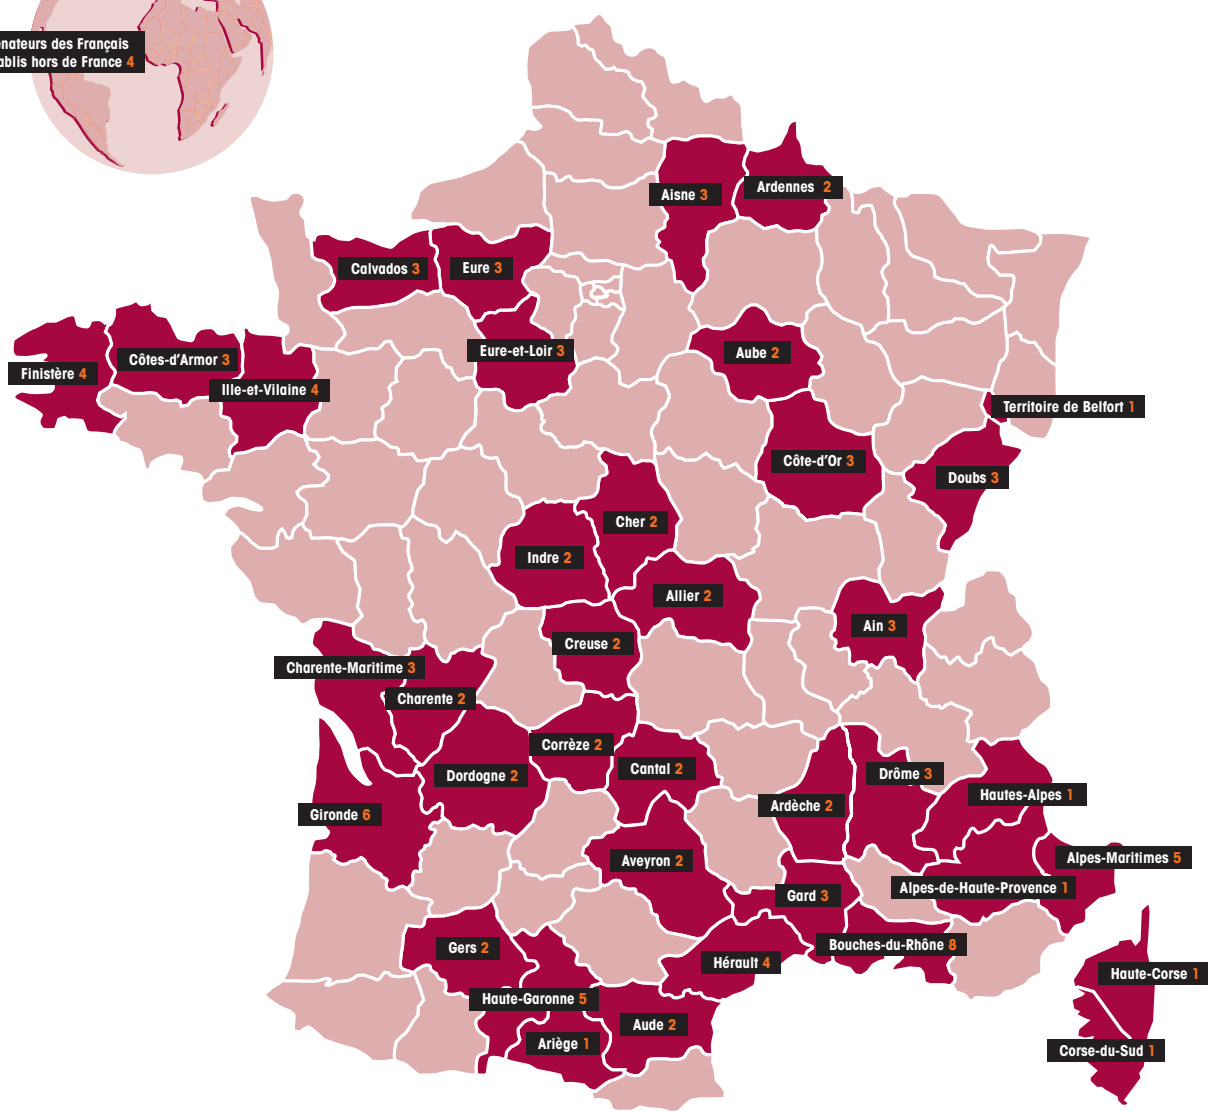 des Français
hors de France 4
Aisne 3
Ardennes 2
Calvados 3
Eure 3
Eure-et-Loir 3
Aube 2
Côtes-d'Armor 3
Finistère 4
Ille-et-Vilaine 4
Territoire de Belfort 1
Côte-d'Or 3
Doubs 3
Cher 2
Indre 2
Allier 2
Ain 3
Creuse 2
Charente-Maritime 3
Charente 2
Corrèze 2
Cantal 2
Dordogne 2
Drôme 3
Hautes-Alpes 1
Ardèche 2
Gironde 6
Aveyron 2
Alpes-Maritimes 5
Alpes-de-Haute-Provence 1
Gard 3
Bouches-du-Rhône 8
Gers 2
Hérault 4
Haute-Corse 1
Haute-Garonne 5
Aude 2
Ariège 1
Corse-du-Sud 1